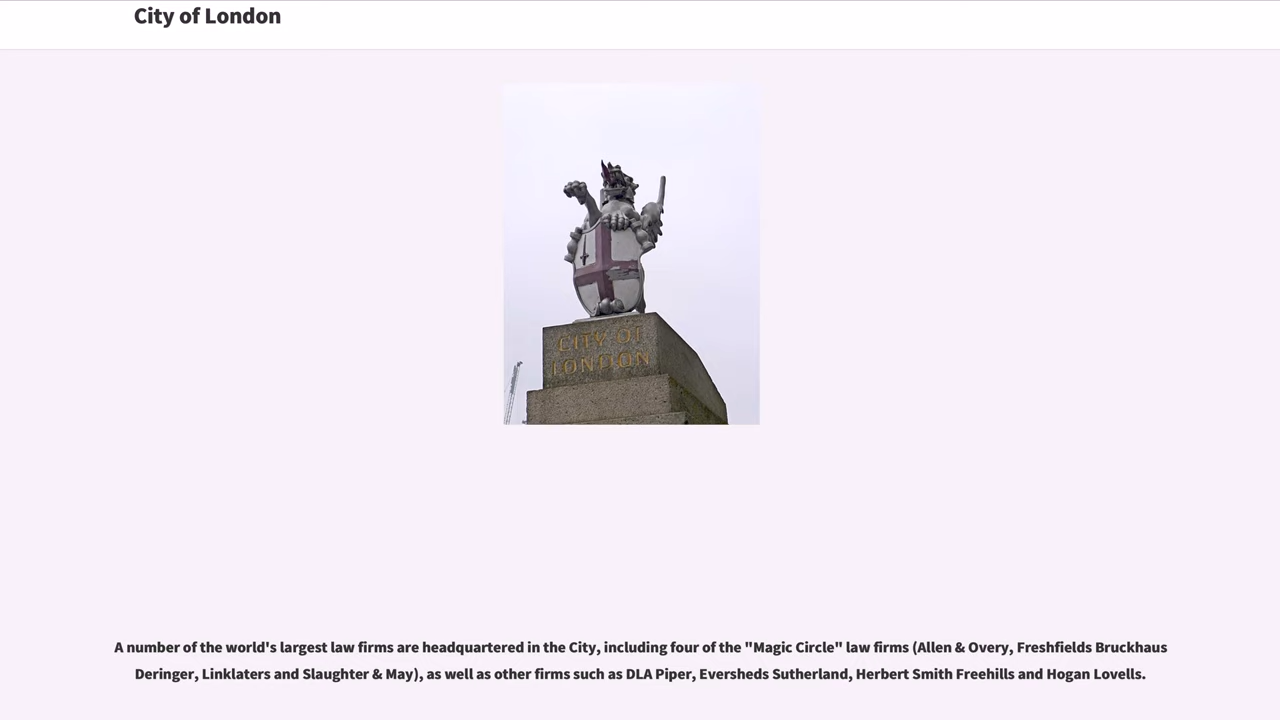 City of London
CITY OF
LONDON
A number of the world's largest law firms are headquartered in the City, including four of the "Magic Circle" law firms (Allen & Overy, Freshfields Bruckhaus
Deringer, Linklaters and Slaughter & May), as well as other firms such as DLA Piper, Eversheds Sutherland, Herbert Smith Freehills and Hogan Lovells.